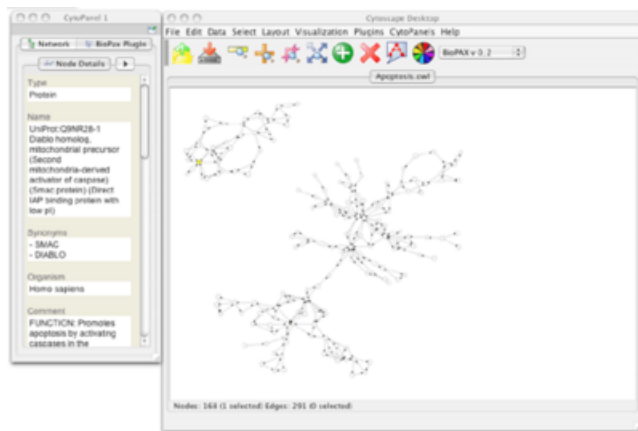 CytoPanel 1
Network
BioPax Plugin
Node Details
Type
Protein
Name
UniProt:Q9NR28-1
Diablo homolog,
mitochondrial precursor
(Second
mitochondria-derived
activator of caspase)
(Smac protein) (Direct
IAP binding protein with
low pI)
Synonyms
- SMAC
- DIABLO
Organism
Homo sapiens
Comment
FUNCTION: Promotes
apoptosis by activating
caspases in the
Cytoscape Desktop
File Edit Data Select Layout Visualization Plugins CytoPanels Help
BioPAX v 0.2
Apoptosis.owl
Nodes: 168 (1 selected) Edges: 291 (0 selected)